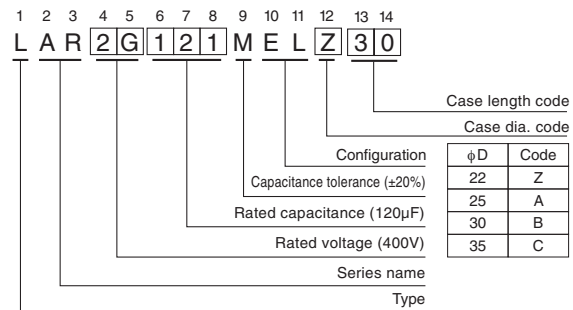 1 2 3 4 5 6 7 8 9 10 11 12 13 14
L A R 2 G 1 2 1 M E L Z 3 0
Case length code
Case dia. code
Configuration
Capacitance tolerance (±20%)
Rated capacitance (120µF)
Rated voltage (400V)
Series name
Type
ϕD Code
22 Z
25 A
30 B
35 C